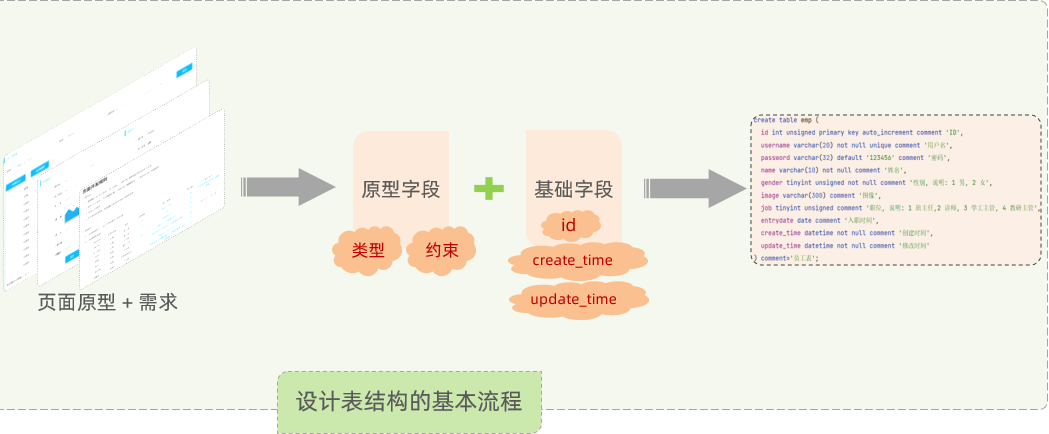 页面原型 + 需求
原型字段
类型
约束
基础字段
id
create_time
update_time
create table emp (
id int unsigned primary key auto_increment comment 'ID',
username varchar(20) not null unique comment '用户名',
password varchar(32) default '123456' comment '密码',
name varchar(10) not null comment '姓名',
gender tinyint unsigned not null comment '性别, 说明: 1 男, 2 女',
image varchar(300) comment '图像',
job tinyint unsigned comment '职位, 说明: 1 班主任,2 讲师, 3 学工主管, 4 教研主管',
entrydate date comment '入职时间',
create_time datetime not null comment '创建时间',
update_time datetime not null comment '修改时间'
) comment='员工表';
设计表结构的基本流程